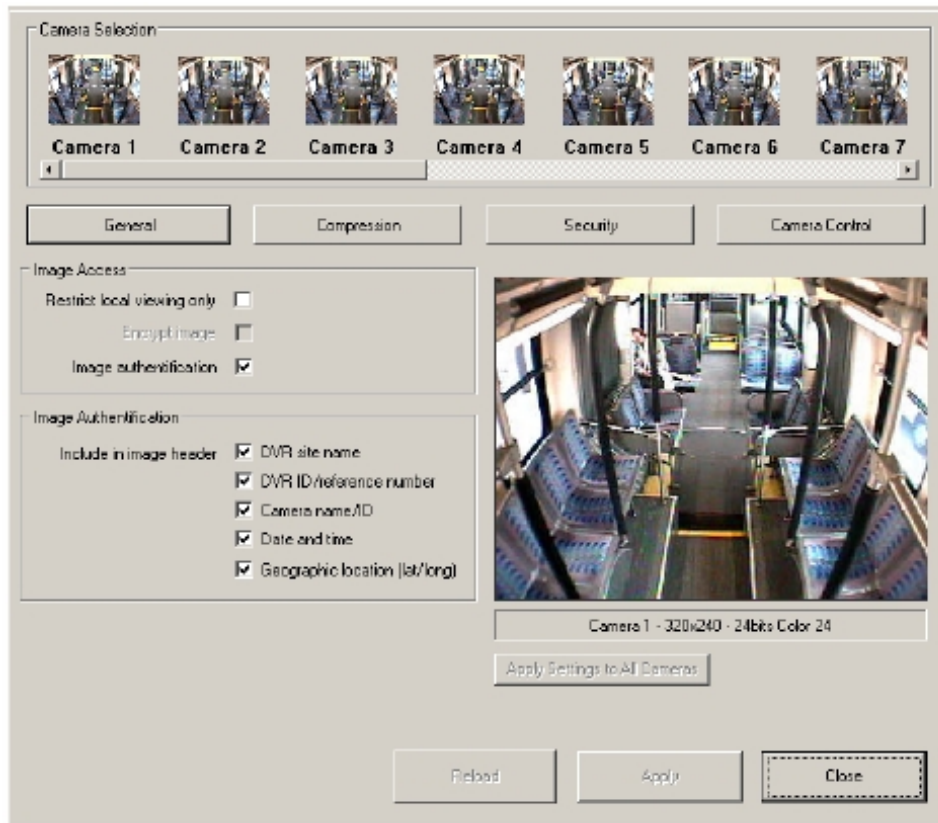 Camera Selection
Camera 1 Camera 2 Camera 3 Camera 4 Camera 5 Camera 6 Camera 7
General Compression Security Camera Control
Image Access
Restrict local viewing only
Encrypt image
Image authentification
Image Authentification
Include in image header DVR site name
DVR ID/reference number
Camera name/ID
Date and time
Geographic location (lat/long)
Camera 1 - 320x240 - 24bits Color 24
Apply Settings to All Cameras
Reload Apply Close